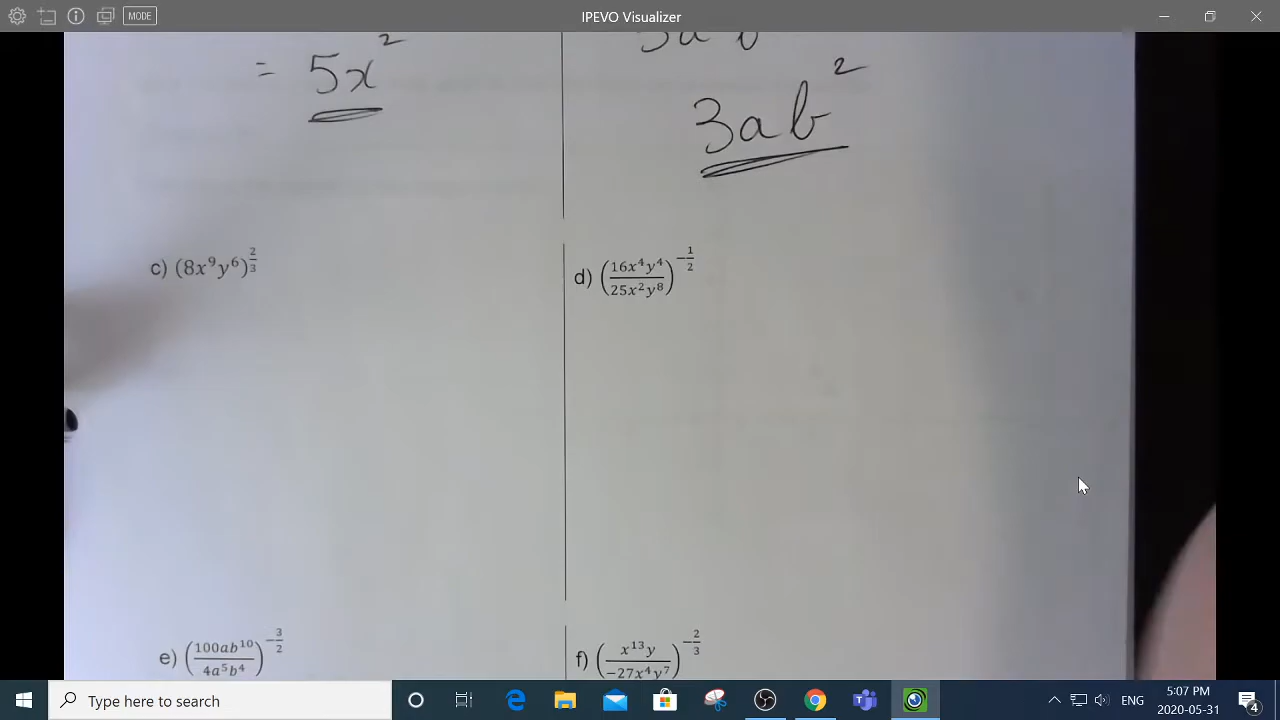 MODE
IPEVO Visualizer
= 5x²
3ab²
c) (8x⁹y⁶)^(2/3)
d) (16x⁴y⁴/25x²y⁸)^(-1/2)
e) (100ab¹⁰/4a⁵b⁴)^(-3/2)
f) (x¹³y/-27x⁴y⁷)^(-2/3)
Type here to search
ENG
5:07 PM
2020-05-31
4